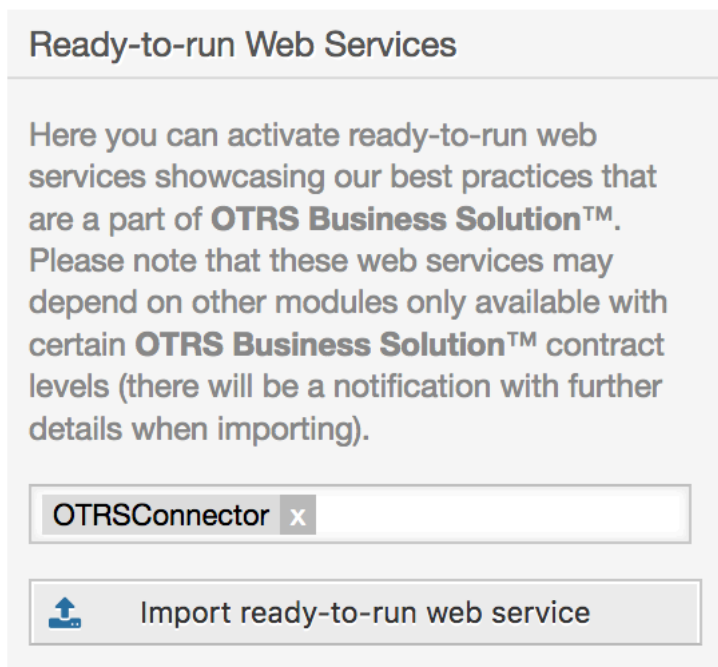 Ready-to-run Web Services
Here you can activate ready-to-run web
services showcasing our best practices that
are a part of OTRS Business Solution™.
Please note that these web services may
depend on other modules only available with
certain OTRS Business Solution™ contract
levels (there will be a notification with further
details when importing).
OTRSConnector x
Import ready-to-run web service